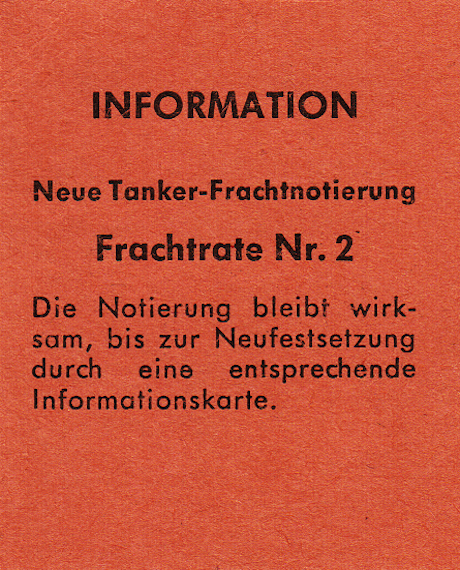 INFORMATION
Neue Tanker-Frachtnotierung
Frachtrate Nr. 2
Die Notierung bleibt wirk-
sam, bis zur Neufestsetzung
durch eine entsprechende
Informationskarte.